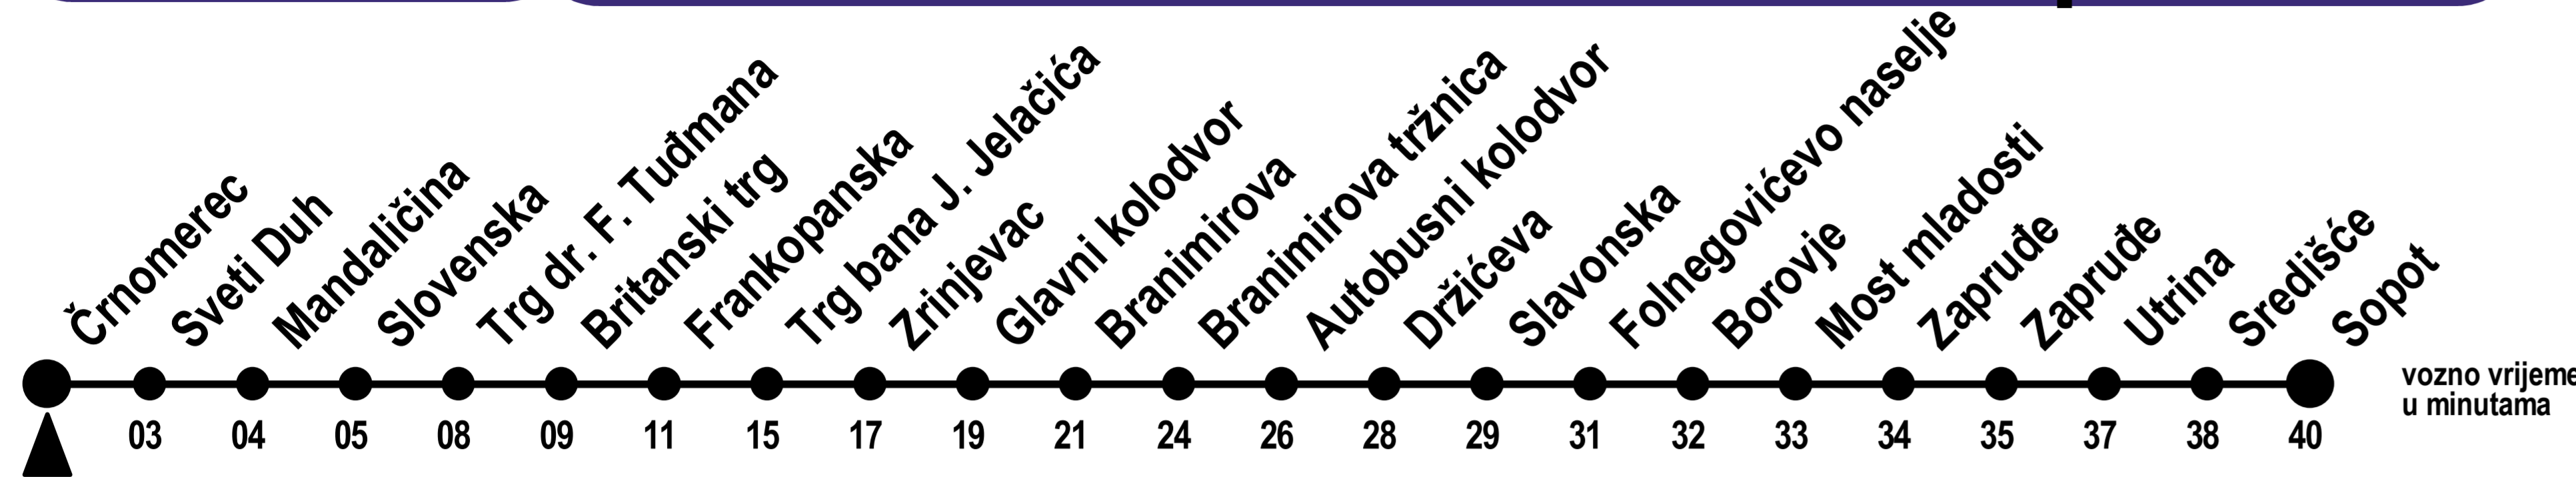 Črnomerec
Sveti Duh
Mandaličina
Slovenska
Trg dr. F. Tuđmana
Britanski trg
Frankopanska
Trg bana J. Jelačića
Zrinjevac
Glavni kolodvor
Branimirova
Branimirova tržnica
Autobusni kolodvor
Držićeva
Slavonska
Folnegovićevo naselje
Borovje
Most mladosti
Zapruđe
Zapruđe
Utrina
Središće
Sopot
03 04 05 08 09 11 15 17 19 21 24 26 28 29 31 32 33 34 35 37 38 40
vozno vrijeme
u minutama